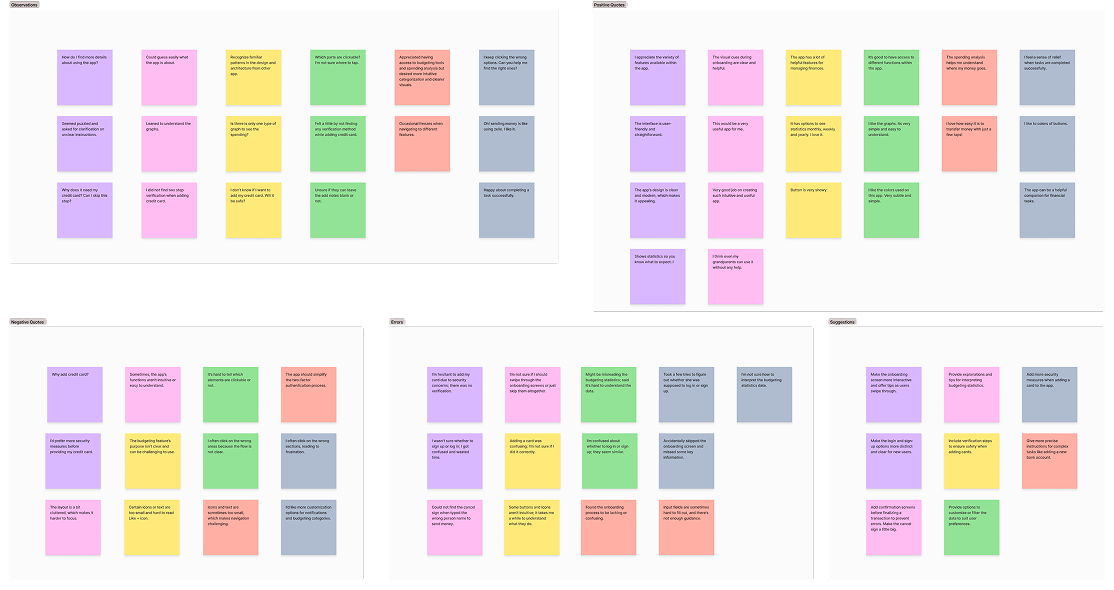 Observations
How do I find more details
about using the app?
Could guess easily what
the app is about.
Recognize familiar
patterns in the design and
architecture from other
app.
Which parts are clickable?
I'm not sure where to tap.
Appreciated having
access to budgeting tools
and spending analysis but
desired more intuitive
categorization and clearer
visuals.
I keep clicking the wrong
options. Can you help me
find the right ones?
Seemed puzzled and
asked for clarification on
unclear instructions.
Leaned to understand the
graphs.
Is there is only one type of
graph to see the
spending?
Felt a little by not finding
any verification method
while adding credit card.
Occasional freezes when
navigating to different
features.
Oh! sending money is like
using zelle. I like it.
Why does it need my
credit card? Can I skip this
step?
I did not find two step
verification when adding
credit card.
I don't know if I want to
add my credit card. Will it
be safe?
Unsure if they can leave
the add notes store or
not.
Happy about completing a
task successfully.
Positive Quotes
I appreciate the variety of
features available within
the app.
The visual cues during
onboarding are clear and
helpful.
The app has a lot of
helpful features for
managing finances.
It's good to have access to
different functions within
the app.
The spending analysis
helps me understand
where my money goes.
I feel a sense of relief
when tasks are completed
successfully.
The interface is user-
friendly and
straightforward.
This would be a very
useful app for me.
It has options to one
statistics monthly, weekly
and yearly. I love it.
I like the graphs. Its very
simple and easy to
understand.
I love how easy it is to
transfer money with just a
few taps!
I like to colors of buttons.
The app's design is clean
and modern, which makes
it appealing.
Very good job on creating
such intuitive and useful
app.
Button is very showy.
I like the colors used on
this app. Very subtle and
simple.
The app can be a helpful
companion for financial
tasks.
Shows statistics so you
know what to expect. I
I think even my
grandparents can use it
without any help.
Negative Quotes
Why add credit card?
Sometimes, the app's
functions aren't intuitive or
easy to understand.
It's hard to tell which
elements are clickable or
not.
The app should simplify
the two-factor
authentication process.
I'd prefer more security
measures before
providing my credit card.
The budgeting feature's
purpose isn't clear and
can be challenging to use.
I often click on the wrong
areas because the flow is
not clear.
I often click on the wrong
sections, leading to
frustration.
The layout is a bit
cluttered, which makes it
harder to focus.
Certain icons or text are
too small and hard to read
Like + icon.
Icons and text are
sometimes too small,
which makes navigation
challenging.
I'd like more customization
options for notifications
and budgeting categories.
Errors
I'm hesitant to add my
card due to security
concerns; there was no
verification.
I'm not sure if I should
swipe through the
onboarding screens or just
skip them altogether.
Might be misreading the
budgeting statistics; said
it's hard to understand the
data.
Took a few tries to figure
out whether she was
supposed to log in or sign
up.
I'm not sure how to
interpret the budgeting
statistics data.
I wasn't sure whether to
sign up or log in; I got
confused and wasted
time.
Adding a card was
confusing; I'm not sure if I
did it correctly.
I'm confused about
whether to log in or sign
up; they seem similar.
Accidentally skipped the
onboarding screen and
missed some key
information.
Could not find the cancel
sign when typed the
wrong person name to
send money.
Some buttons and icons
aren't intuitive; it takes me
a while to understand
what they do.
Found the onboarding
process to be lacking or
confusing.
Input fields are sometimes
hard to fill out, and there's
not enough guidance.
Suggestions
Make the onboarding
screen more interactive
and offer tips as users
swipe through.
Provide explanations and
tips for interpreting
budgeting statistics.
Add more security
measures when adding a
card to the app.
Make the login and sign-
up options more distinct
and clear for new users.
Include verification steps
to ensure safety when
adding cards.
Give more precise
instructions for complex
tasks like adding a new
bank account.
Add confirmation screens
before finalizing a
transaction to prevent
errors. Make the cancel
sign a little big.
Provide options to
customize or filter the
data to suit user
preferences.